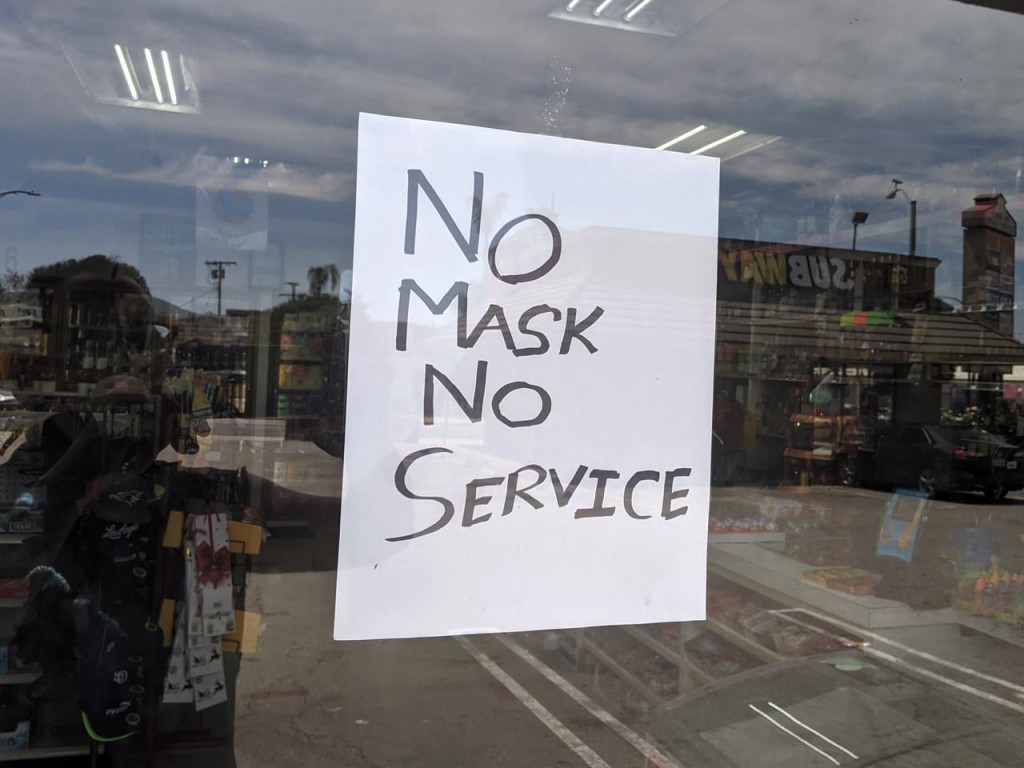 NO
MASK
NO
SERVICE
SUBWAY